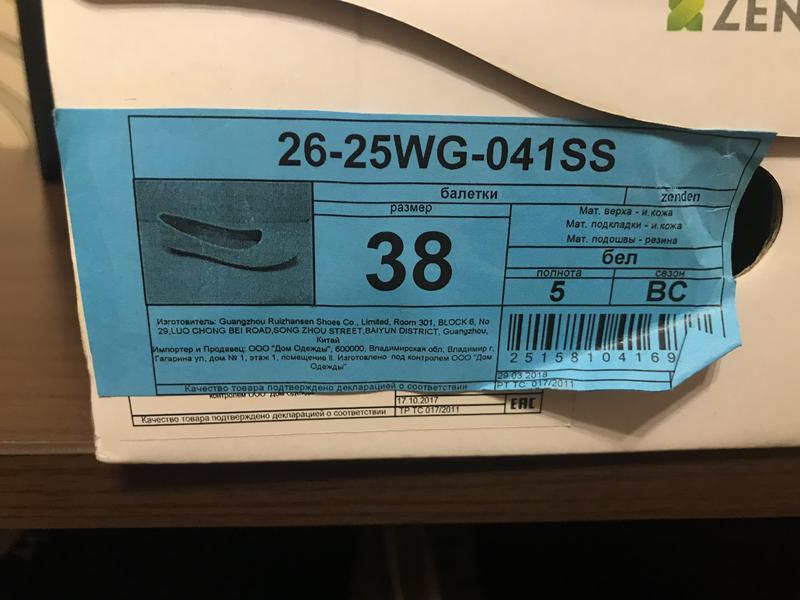 ZEN
26-25WG-041SS
балетки
zenden
размер
38
Мат. верха - и.кожа
Мат. подкладки - и.кожа
Мат. подошвы - резина
бел
полнота
сезон
5
ВС
Изготовитель: Guangzhou Ruizhansen Shoes Co., Limited, Room 301, BLOCK 6, No
29,LUO CHONG BEI ROAD,SONG ZHOU STREET,BAIYUN DISTRICT, Guangzhou,
Китай
Импортер и Продавец: ООО "Дом Одежды", 600000, Владимирская обл, Владимир г,
Гагарина ул, дом № 1, этаж 1, помещение II. Изготовлено под контролем ООО "Дом
Одежды"
25158104169
29.03.2018
Качество товара подтверждено декларацией о соответствии
РТ ТС 017/2011
контролем ООО "Дом Одежды"
17.10.2017
Качество товара подтверждено декларацией о соответствии
ТР ТС 017/2011
EAC